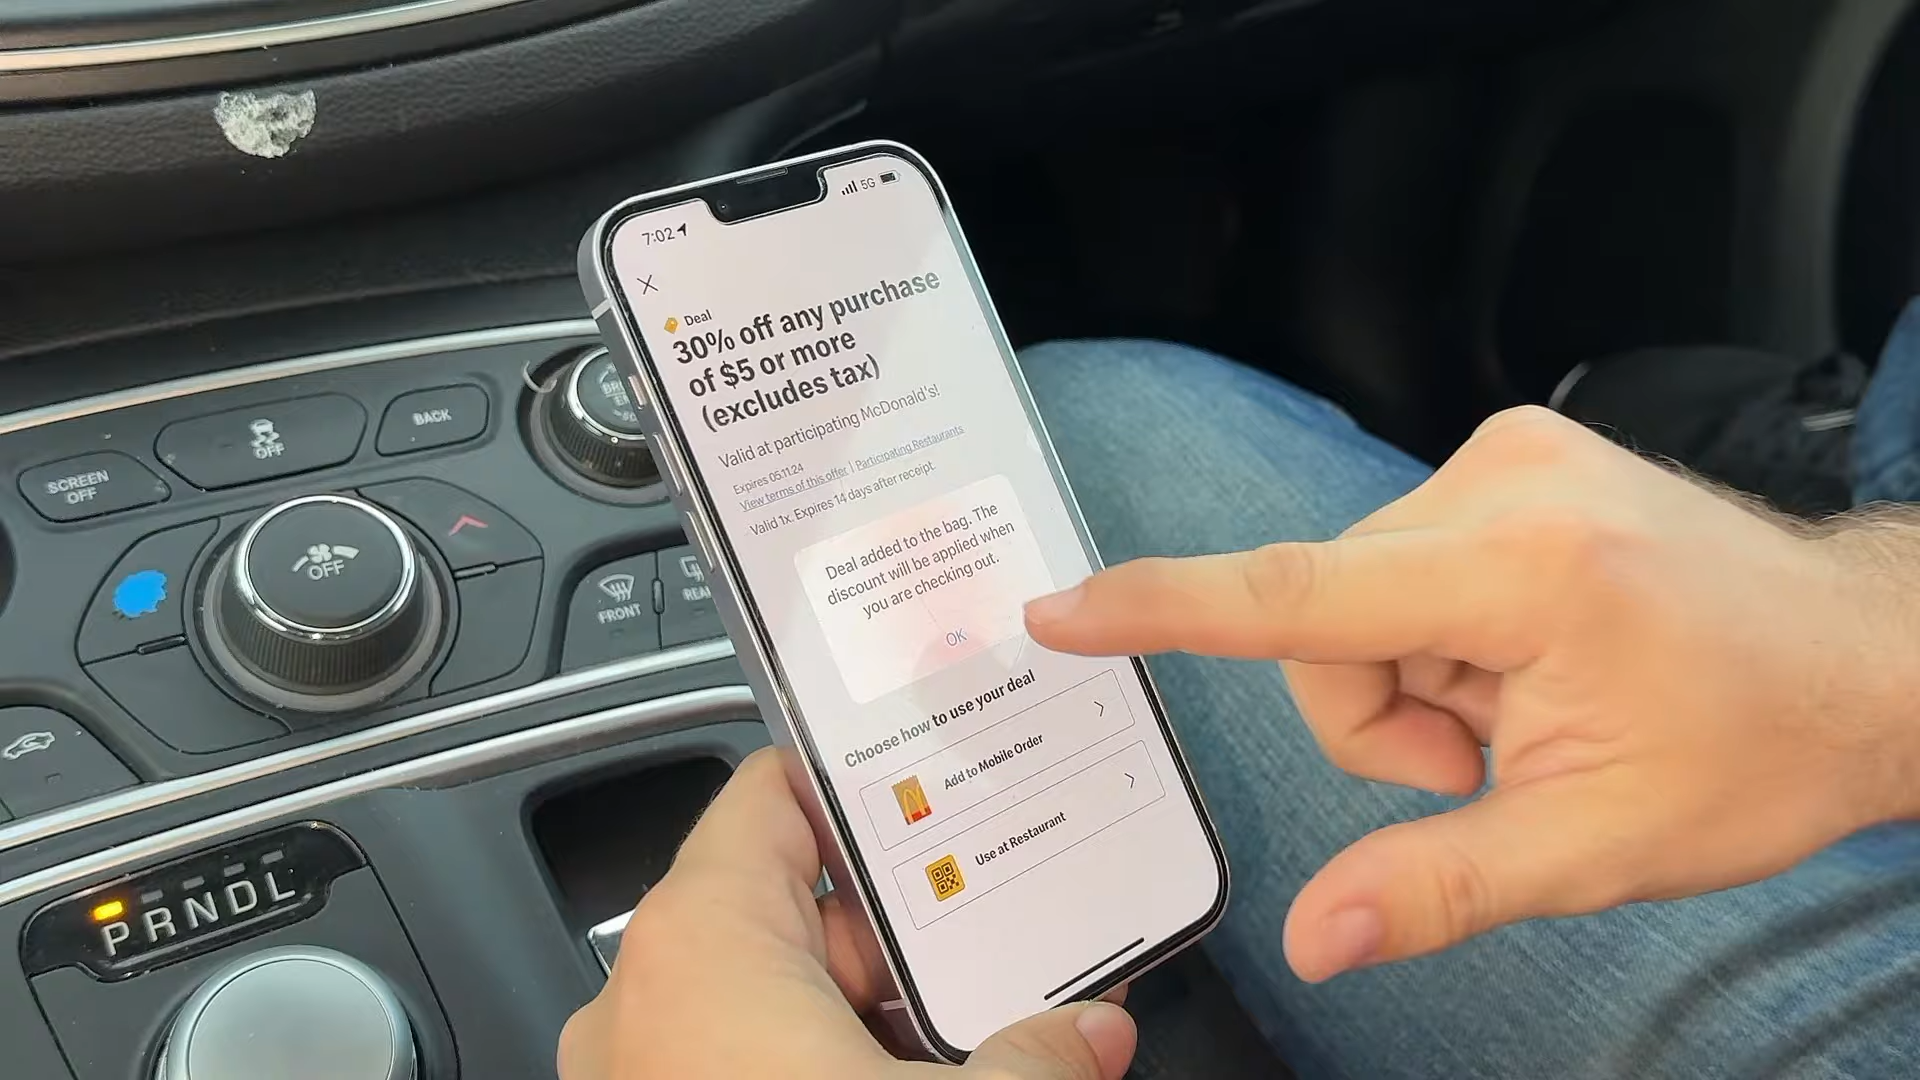 7:02
5G
Deal
30% off any purchase
of $5 or more
(excludes tax)
Valid at participating McDonald's!
Expires 05.11.24
View terms of this offer | Participating Restaurants
Valid 1x. Expires 14 days after receipt.
Deal added to the bag. The
discount will be applied when
you are checking out.
OK
Choose how to use your deal
Add to Mobile Order
Use at Restaurant
SCREEN
OFF
OFF
BACK
OFF
FRONT
PRNDL